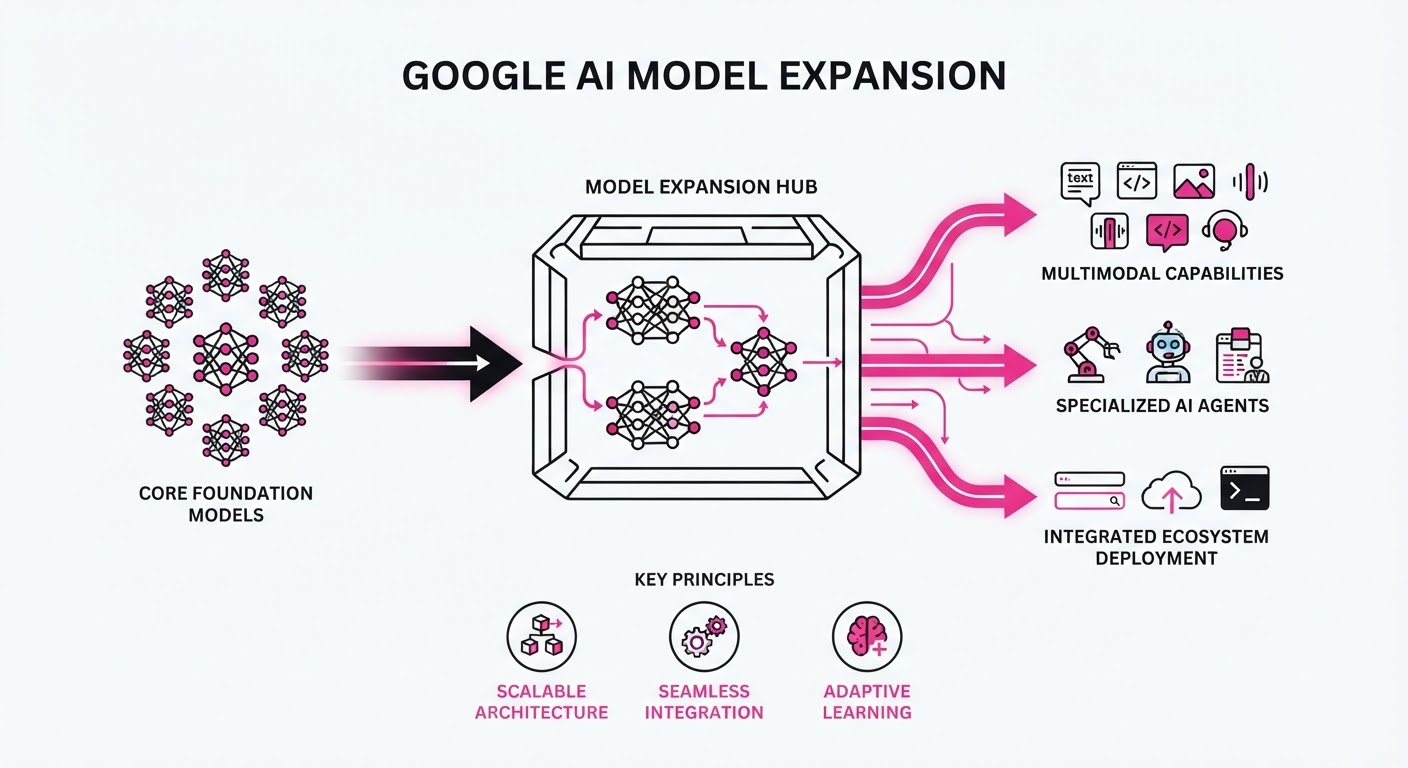 GOOGLE AI MODEL EXPANSION
MODEL EXPANSION HUB
text
</>
</>
MULTIMODAL CAPABILITIES
SPECIALIZED AI AGENTS
CORE FOUNDATION
MODELS
>_
INTEGRATED ECOSYSTEM
DEPLOYMENT
KEY PRINCIPLES
SCALABLE
ARCHITECTURE
SEAMLESS
INTEGRATION
ADAPTIVE
LEARNING